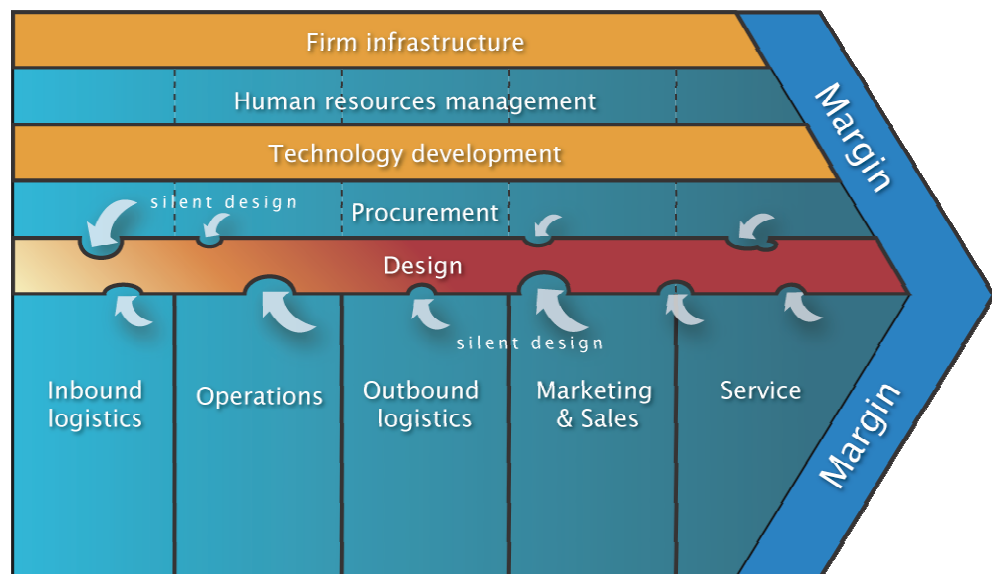 Firm infrastructure
Human resources management
Technology development
silent design
Procurement
Design
silent design
Inbound
logistics
Operations
Outbound
logistics
Marketing
& Sales
Service
Margin
Margin